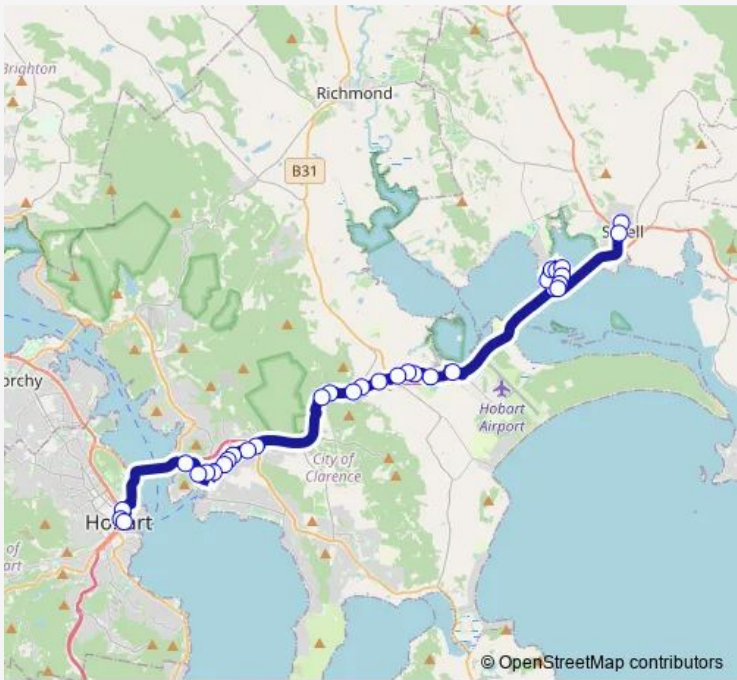 Brighton
Richmond
B31
orchy
Hobart
Airport
City of
Clarence
Hobart
of
art
© OpenStreetMap contributors